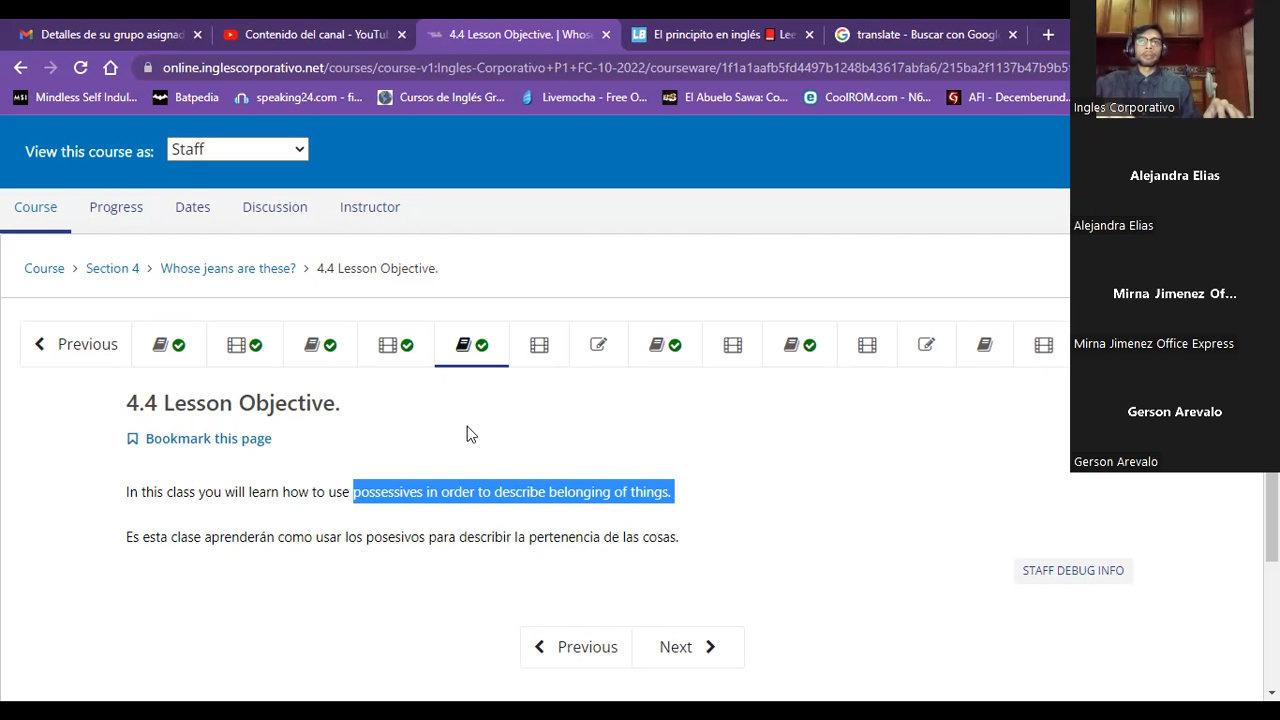 Detalles de su grupo asignad
Contenido del canal - YouTu
4.4 Lesson Objective. | Whos
El principito en inglés Lee
translate - Buscar con Googl
online.inglescorporativo.net/courses/course-v1:Ingles-Corporativo+P1+FC-10-2022/courseware/1f1a1aafb5fd4497b1248b43617abfa6/215ba2f1137b47b9b5
Mindless Self Indul...
Batpedia
speaking24.com - fi...
Cursos de Inglés Gr...
Livemocha - Free O...
El Abuelo Sawa: Co...
CoolROM.com - N6...
AFI - Decemberund
View this course as:
Staff
Course
Progress
Dates
Discussion
Instructor
Course > Section 4 > Whose jeans are these? > 4.4 Lesson Objective.
Previous
4.4 Lesson Objective.
Bookmark this page
In this class you will learn how to use possessives in order to describe belonging of things.
Es esta clase aprenderán como usar los posesivos para describir la pertenencia de las cosas.
STAFF DEBUG INFO
Previous
Next
Ingles Corporativo
Alejandra Elias
Alejandra Elias
Mirna Jimenez Of...
Mirna Jimenez Office Express
Gerson Arevalo
Gerson Arevalo